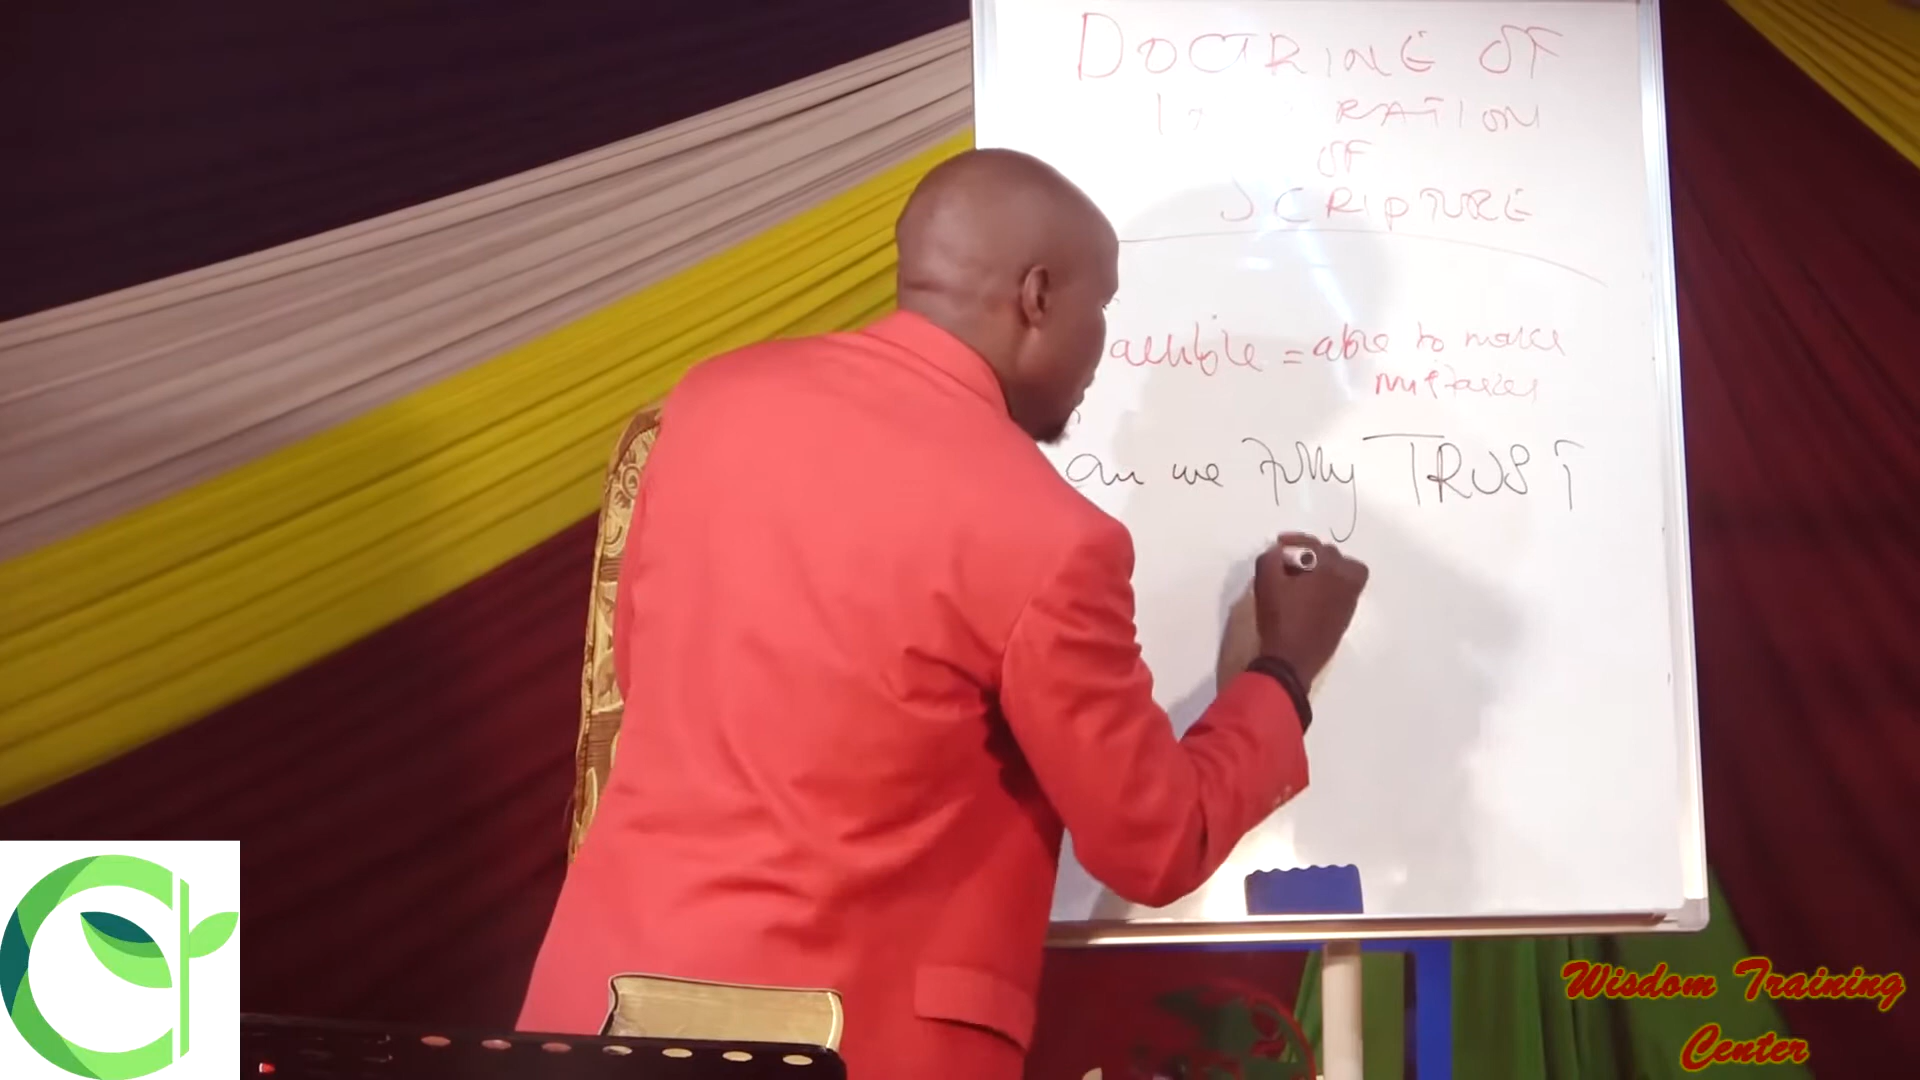 DOCTRINE OF
RATION
OF
SCRIPTURE
allible = able to make
mistakes
an we fully TRUST
Wisdom Training
Center